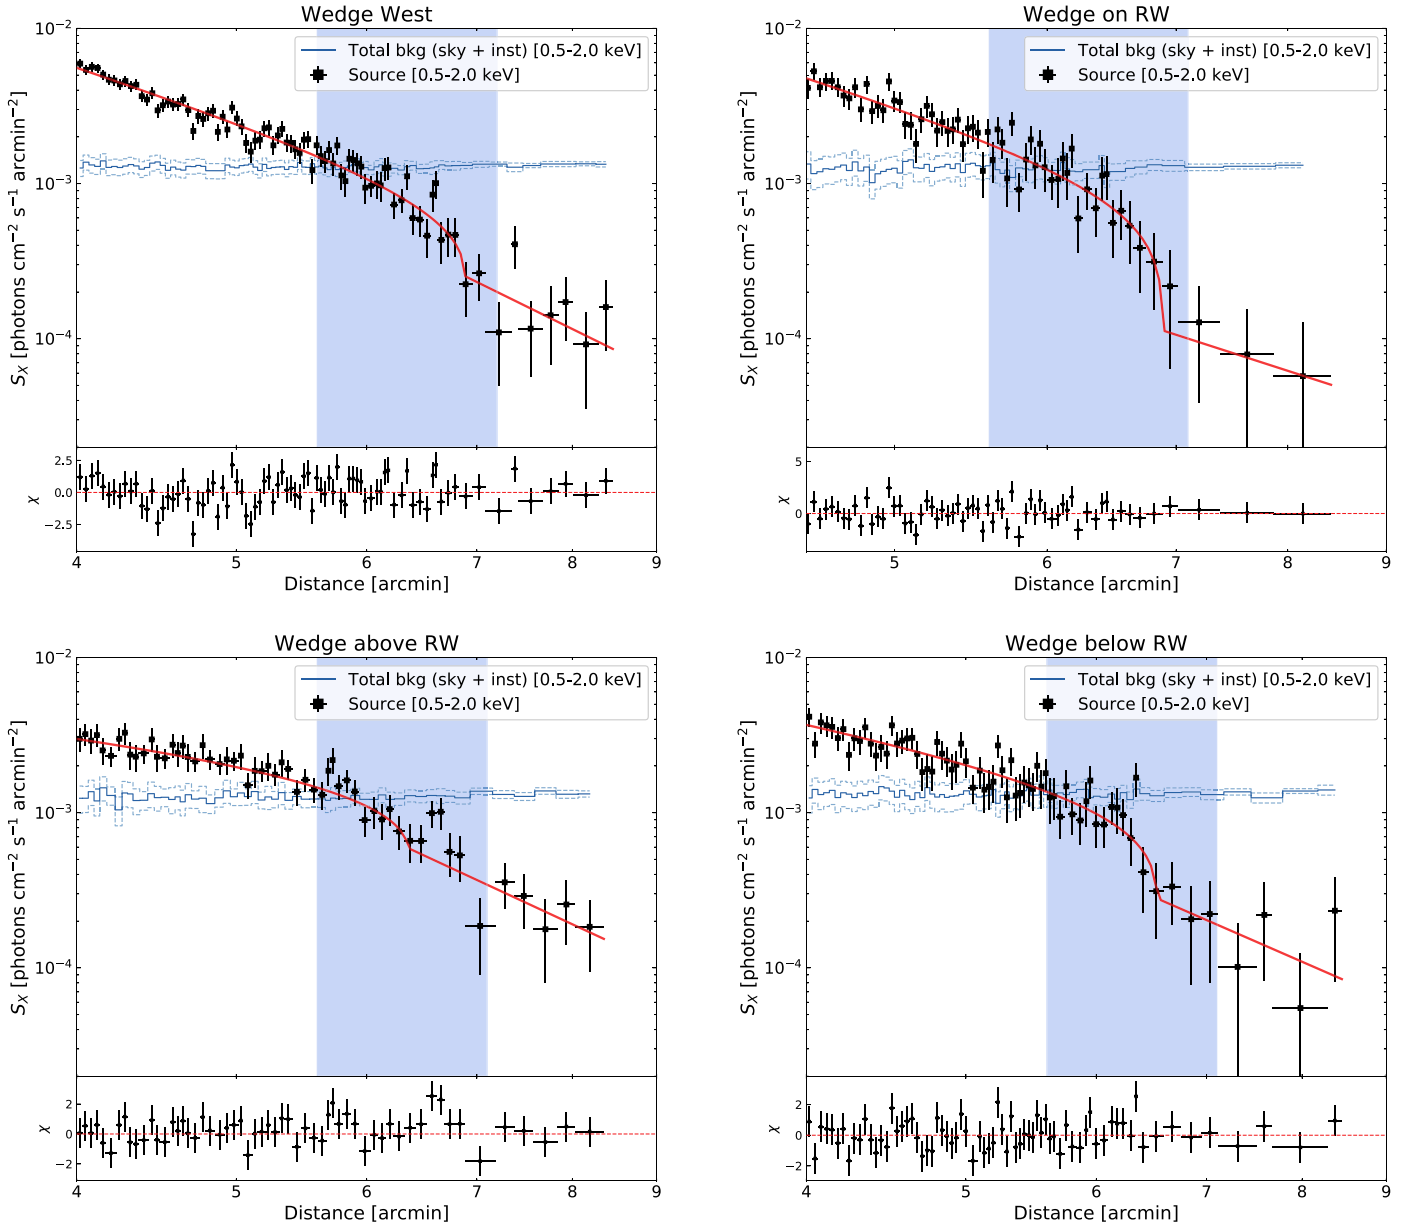 Wedge West
10⁻²
10⁻³
10⁻⁴
S_X [photons cm⁻² s⁻¹ arcmin⁻²]
Total bkg (sky + inst) [0.5-2.0 keV]
Source [0.5-2.0 keV]
2.5
0.0
−2.5
χ
4 5 6 7 8 9
Distance [arcmin]
Wedge on RW
10⁻²
10⁻³
10⁻⁴
S_X [photons cm⁻² s⁻¹ arcmin⁻²]
Total bkg (sky + inst) [0.5-2.0 keV]
Source [0.5-2.0 keV]
5
0
χ
5 6 7 8 9
Distance [arcmin]
Wedge above RW
10⁻²
10⁻³
10⁻⁴
S_X [photons cm⁻² s⁻¹ arcmin⁻²]
Total bkg (sky + inst) [0.5-2.0 keV]
Source [0.5-2.0 keV]
2
0
−2
χ
4 5 6 7 8 9
Distance [arcmin]
Wedge below RW
10⁻²
10⁻³
10⁻⁴
S_X [photons cm⁻² s⁻¹ arcmin⁻²]
Total bkg (sky + inst) [0.5-2.0 keV]
Source [0.5-2.0 keV]
2
0
−2
χ
4 5 6 7 8 9
Distance [arcmin]